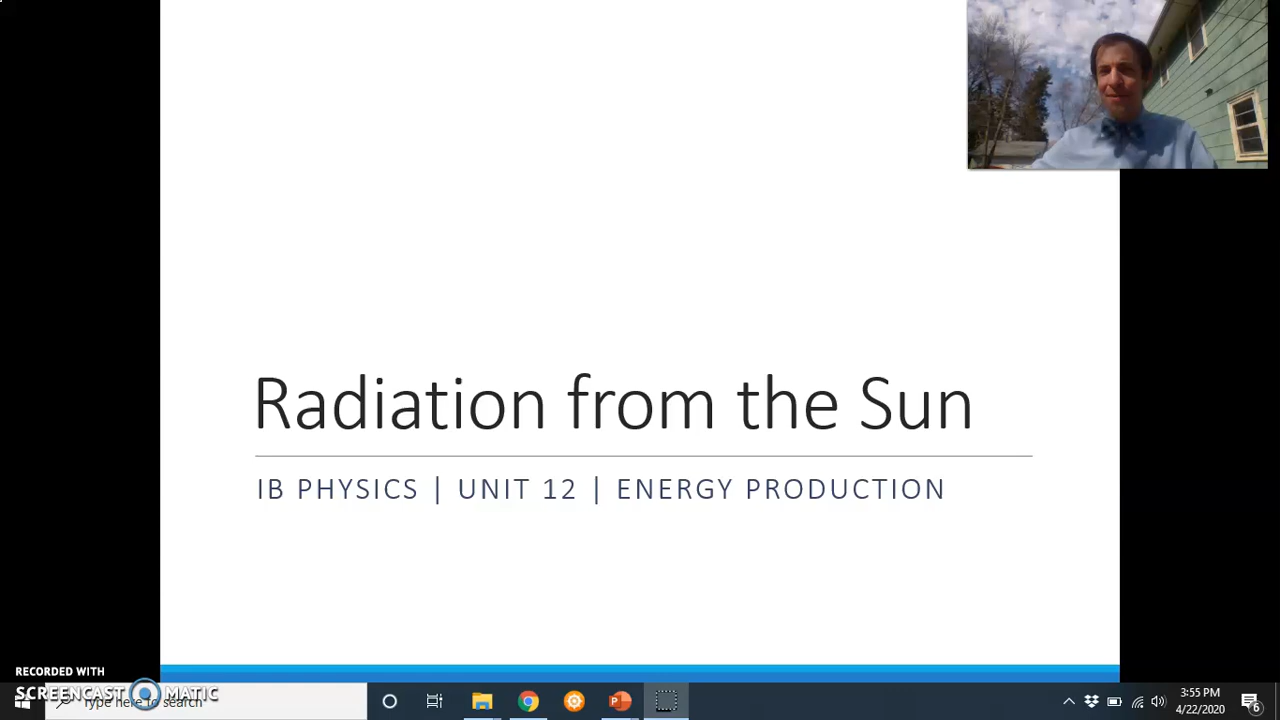 Radiation from the Sun
IB PHYSICS | UNIT 12 | ENERGY PRODUCTION
RECORDED WITH
SCREENCAST MATIC
Type here to search
3:55 PM
4/22/2020
6